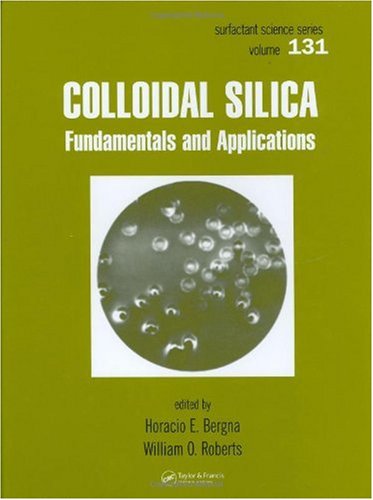 surfactant science series
volume 131
COLLOIDAL SILICA
Fundamentals and Applications
edited by
Horacio E. Bergna
William O. Roberts
Taylor & Francis